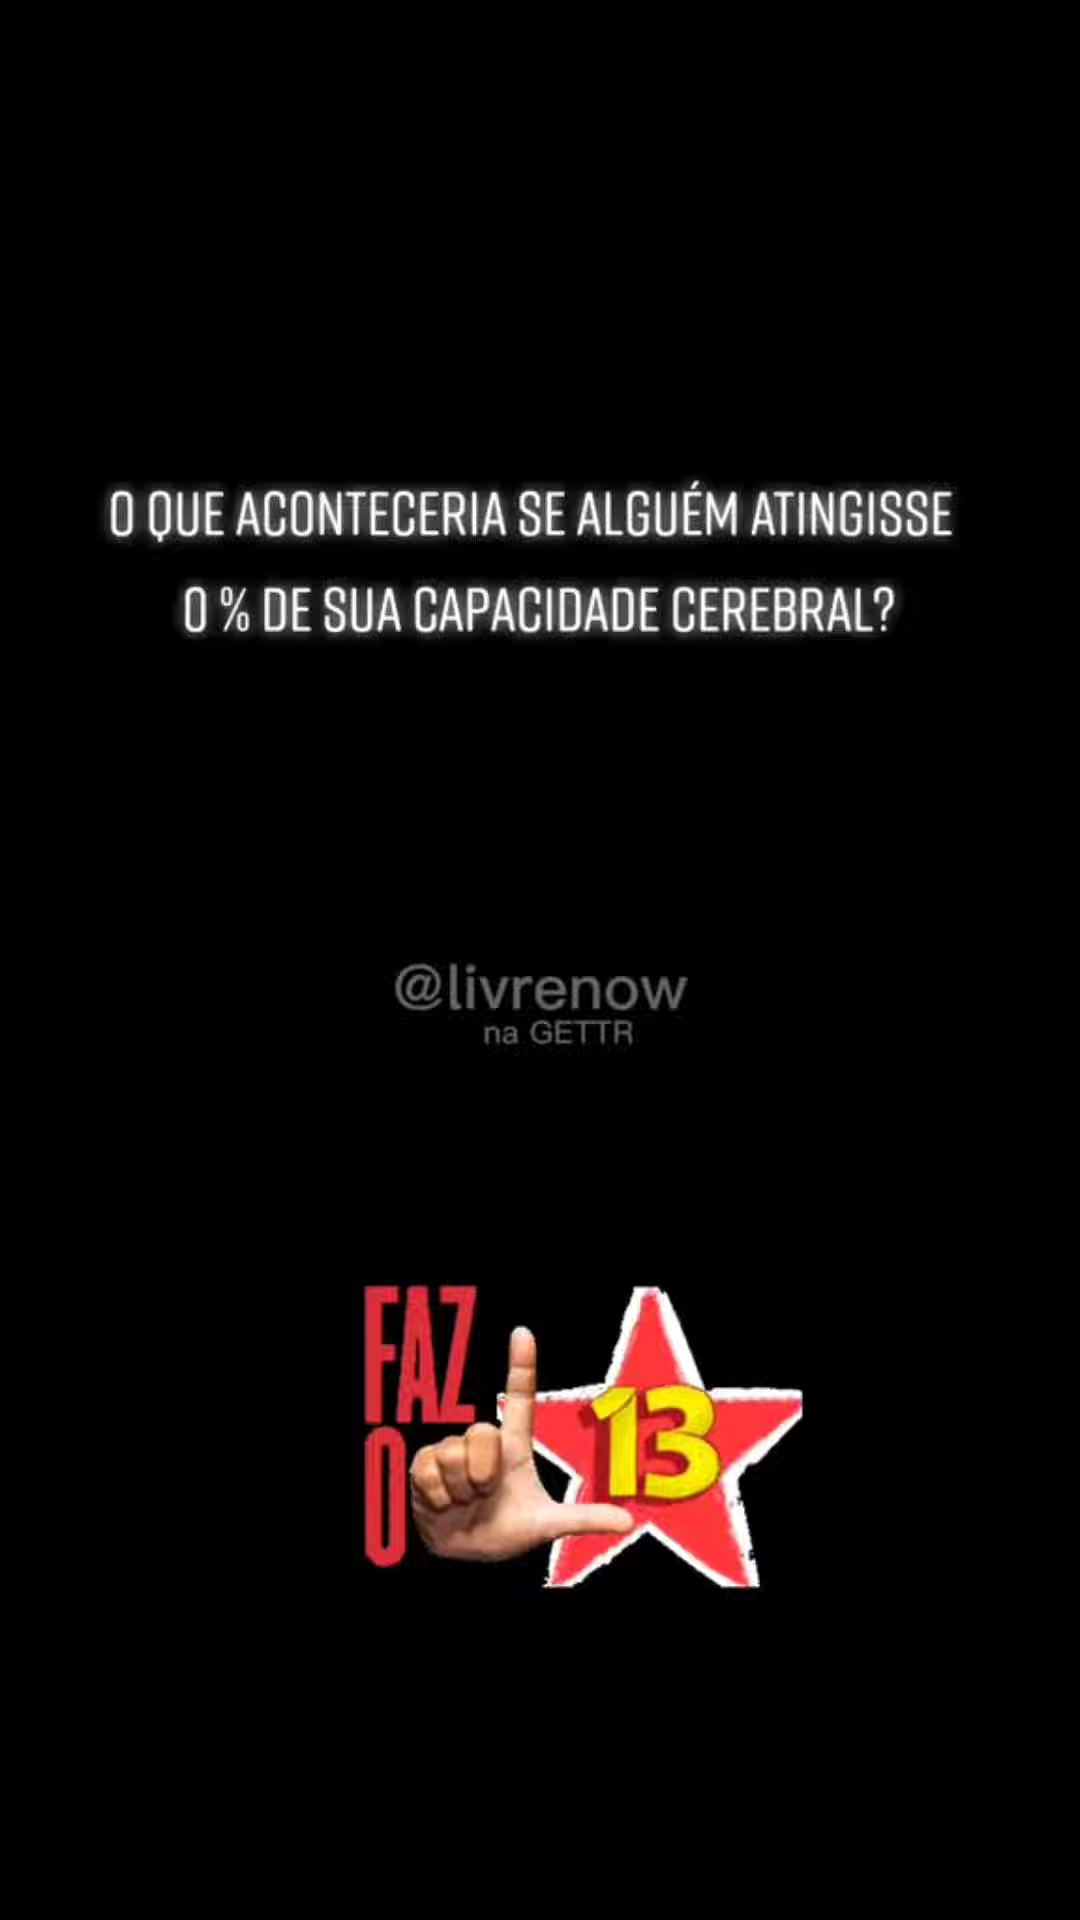 O QUE ACONTECERIA SE ALGUÉM ATINGISSE
0 % DE SUA CAPACIDADE CEREBRAL?
@livrenow
na GETTR
FAZ
O
13